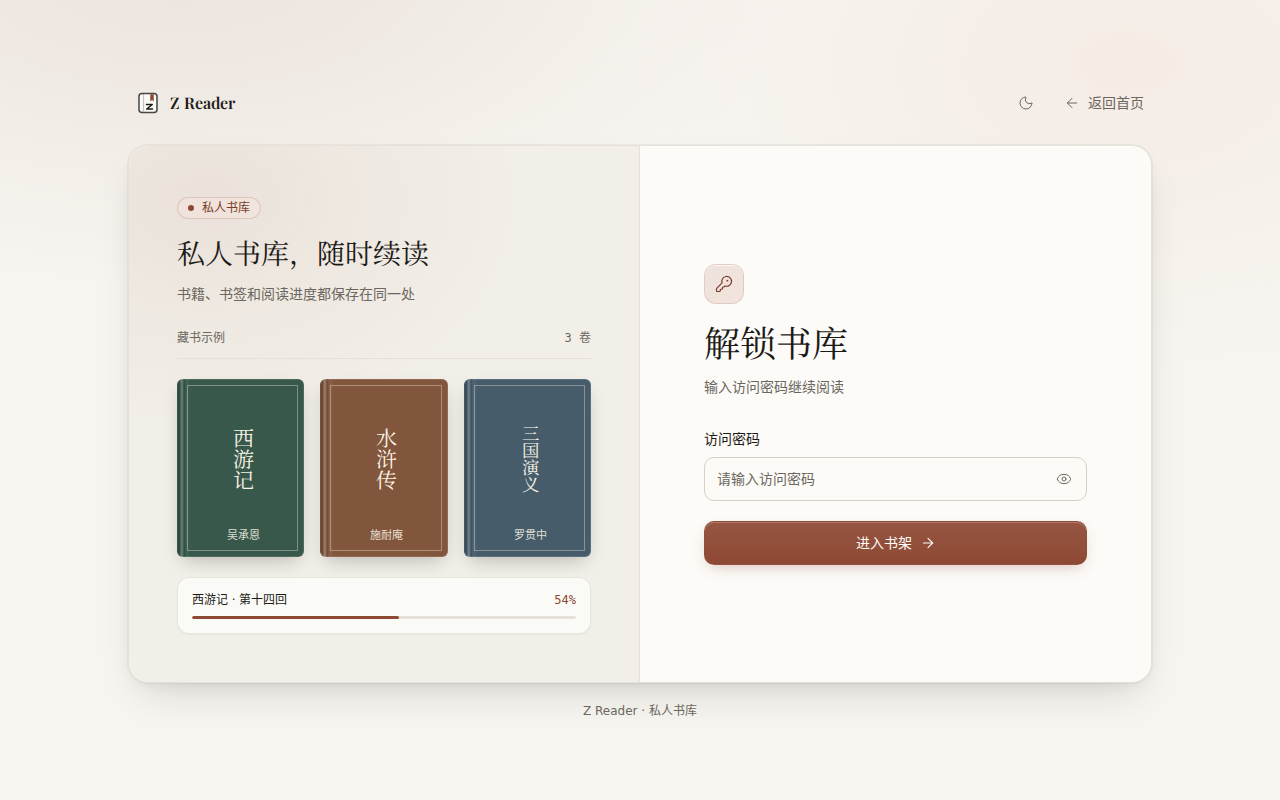 Z Reader
返回首页
私人书库
私人书库，随时续读
书籍、书签和阅读进度都保存在同一处
藏书示例
3 卷
西游记
吴承恩
水浒传
施耐庵
三国演义
罗贯中
西游记 · 第十四回
54%
解锁书库
输入访问密码继续阅读
访问密码
请输入访问密码
进入书架
Z Reader · 私人书库